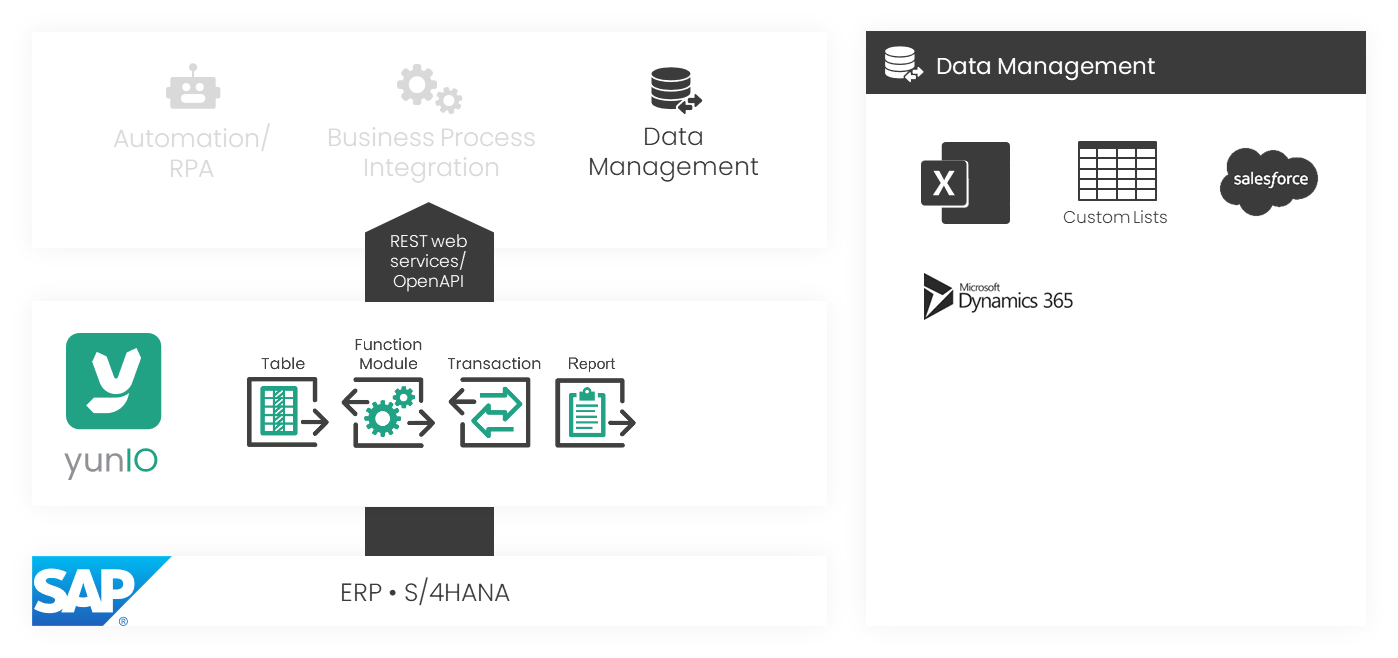 Automation/
RPA
Business Process
Integration
Data
Management
REST web
services/
OpenAPI
yunIO
Table
Function
Module
Transaction
Report
SAP
®
ERP • S/4HANA
Data Management
X
Custom Lists
salesforce
Microsoft
Dynamics 365